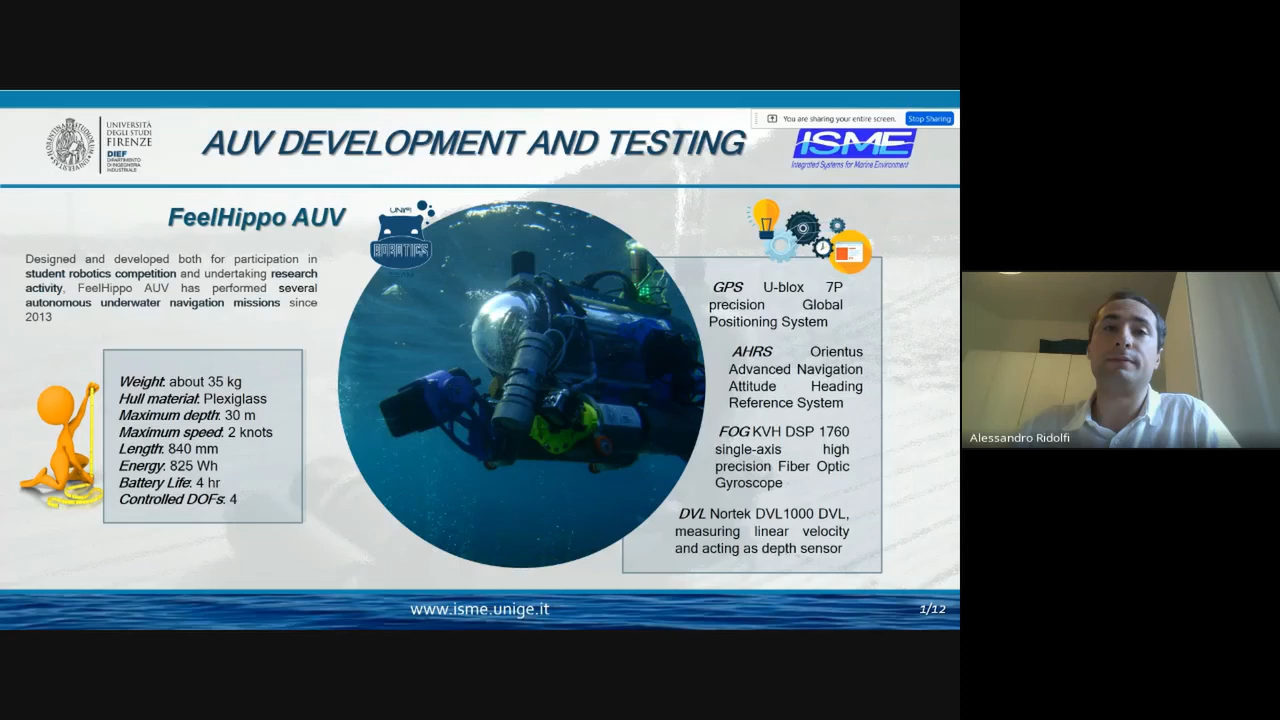 UNIVERSITÀ
DEGLI STUDI
FIRENZE
DIEF
DIPARTIMENTO
DI INGEGNERIA
INDUSTRIALE
AUV DEVELOPMENT AND TESTING
You are sharing your entire screen.
Stop Sharing
ISME
Integrated Systems for Marine Environment
FeelHippo AUV
UNIFI
ROBOTICS
Designed and developed both for participation in
student robotics competition and undertaking research
activity, FeelHippo AUV has performed several
autonomous underwater navigation missions since
2013
Weight: about 35 kg
Hull material: Plexiglass
Maximum depth: 30 m
Maximum speed: 2 knots
Length: 840 mm
Energy: 825 Wh
Battery Life: 4 hr
Controlled DOFs: 4
GPS U-blox 7P
precision Global
Positioning System
AHRS Orientus
Advanced Navigation
Attitude Heading
Reference System
FOG KVH DSP 1760
single-axis high
precision Fiber Optic
Gyroscope
DVL Nortek DVL1000 DVL,
measuring linear velocity
and acting as depth sensor
www.isme.unige.it
1/12
Alessandro Ridolfi